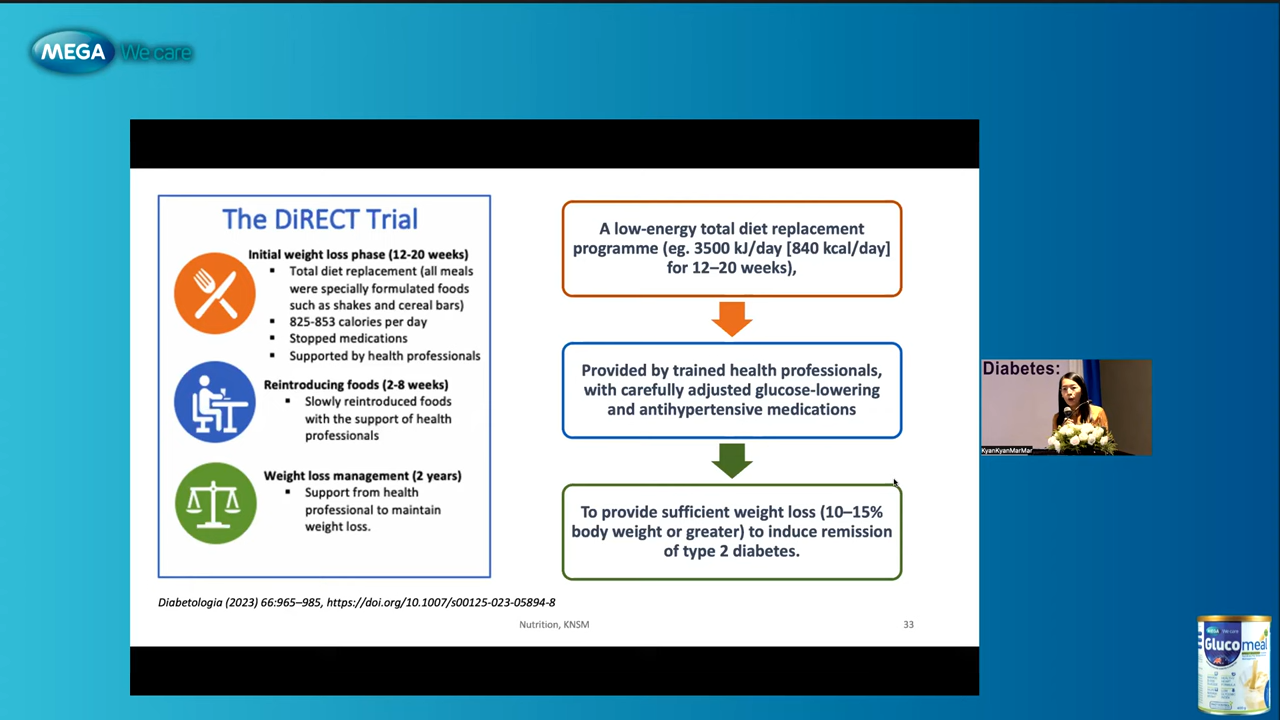 MEGA We care
The DiRECT Trial
Initial weight loss phase (12-20 weeks)
▪ Total diet replacement (all meals
were specially formulated foods
such as shakes and cereal bars)
▪ 825-853 calories per day
▪ Stopped medications
▪ Supported by health professionals
Reintroducing foods (2-8 weeks)
▪ Slowly reintroduced foods
with the support of health
professionals
Weight loss management (2 years)
▪ Support from health
professional to maintain
weight loss.
A low-energy total diet replacement
programme (eg. 3500 kJ/day [840 kcal/day]
for 12–20 weeks),
Provided by trained health professionals,
with carefully adjusted glucose-lowering
and antihypertensive medications
To provide sufficient weight loss (10–15%
body weight or greater) to induce remission
of type 2 diabetes.
Diabetologia (2023) 66:965–985, https://doi.org/10.1007/s00125-023-05894-8
Nutrition, KNSM
33
Diabetes:
KyanKyanMarMar
MEGA We care
Glucomeal